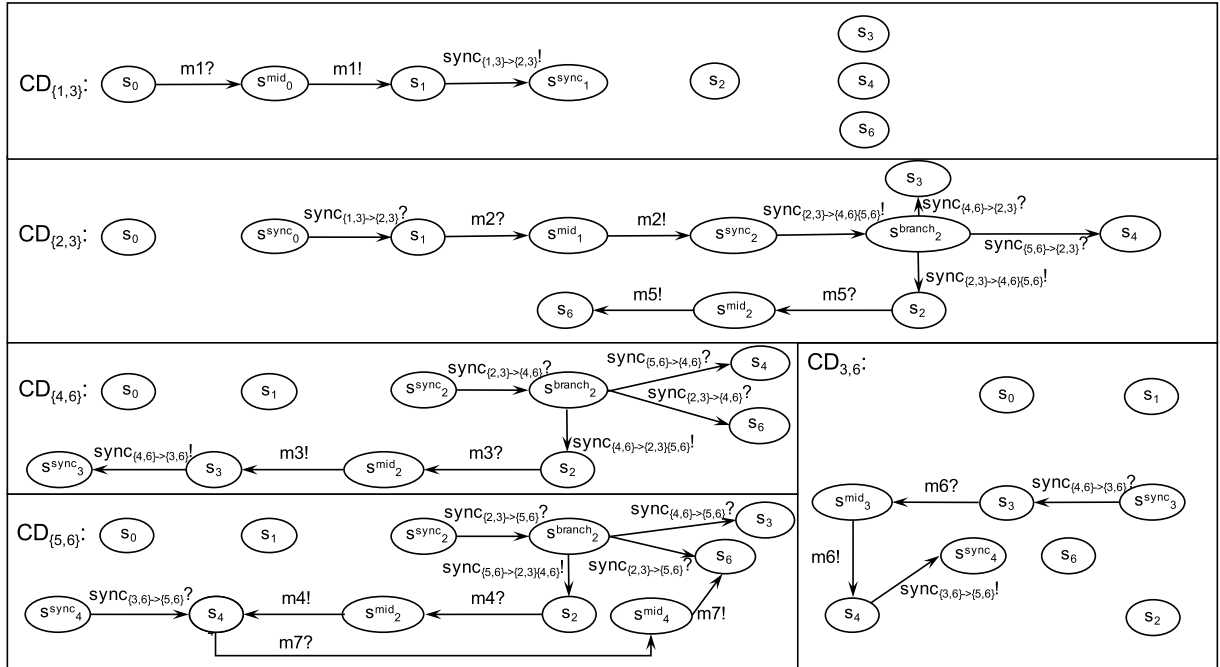 s3
sync{1,3}->{2,3}!
CD{1,3}: s0 m1? smid0 m1! s1 ssync1 s2 s4
s6
s3
sync{1,3}->{2,3}? m2? m2! sync{2,3}->{4,6}{5,6}! sync{4,6}->{2,3}?
CD{2,3}: s0 ssync0 s1 smid1 ssync2 sbranch2 s4
sync{5,6}->{2,3}?
sync{2,3}->{4,6}{5,6}!
s6 m5! smid2 m5? s2
sync{2,3}->{4,6}? sync{5,6}->{4,6}? s4
CD{4,6}: s0 s1 ssync2 sbranch2
sync{2,3}->{4,6}?
s6
sync{4,6}->{2,3}{5,6}!
ssync3 sync{4,6}->{3,6}! s3 m3! smid2 m3? s2
sync{2,3}->{5,6}? sync{4,6}->{5,6}? s3
CD{5,6}: s0 s1 ssync2 sbranch2
s6
sync{5,6}->{2,3}{4,6}! sync{2,3}->{5,6}?
ssync4 sync{3,6}->{5,6}? s4 m4! smid2 m4? s2 smid4 m7!
4
m7?
CD3,6:
s0 s1
smid3 m6? s3 sync{4,6}->{3,6}? ssync3
m6! ssync4 s6
sync{3,6}->{5,6}!
s4 s2